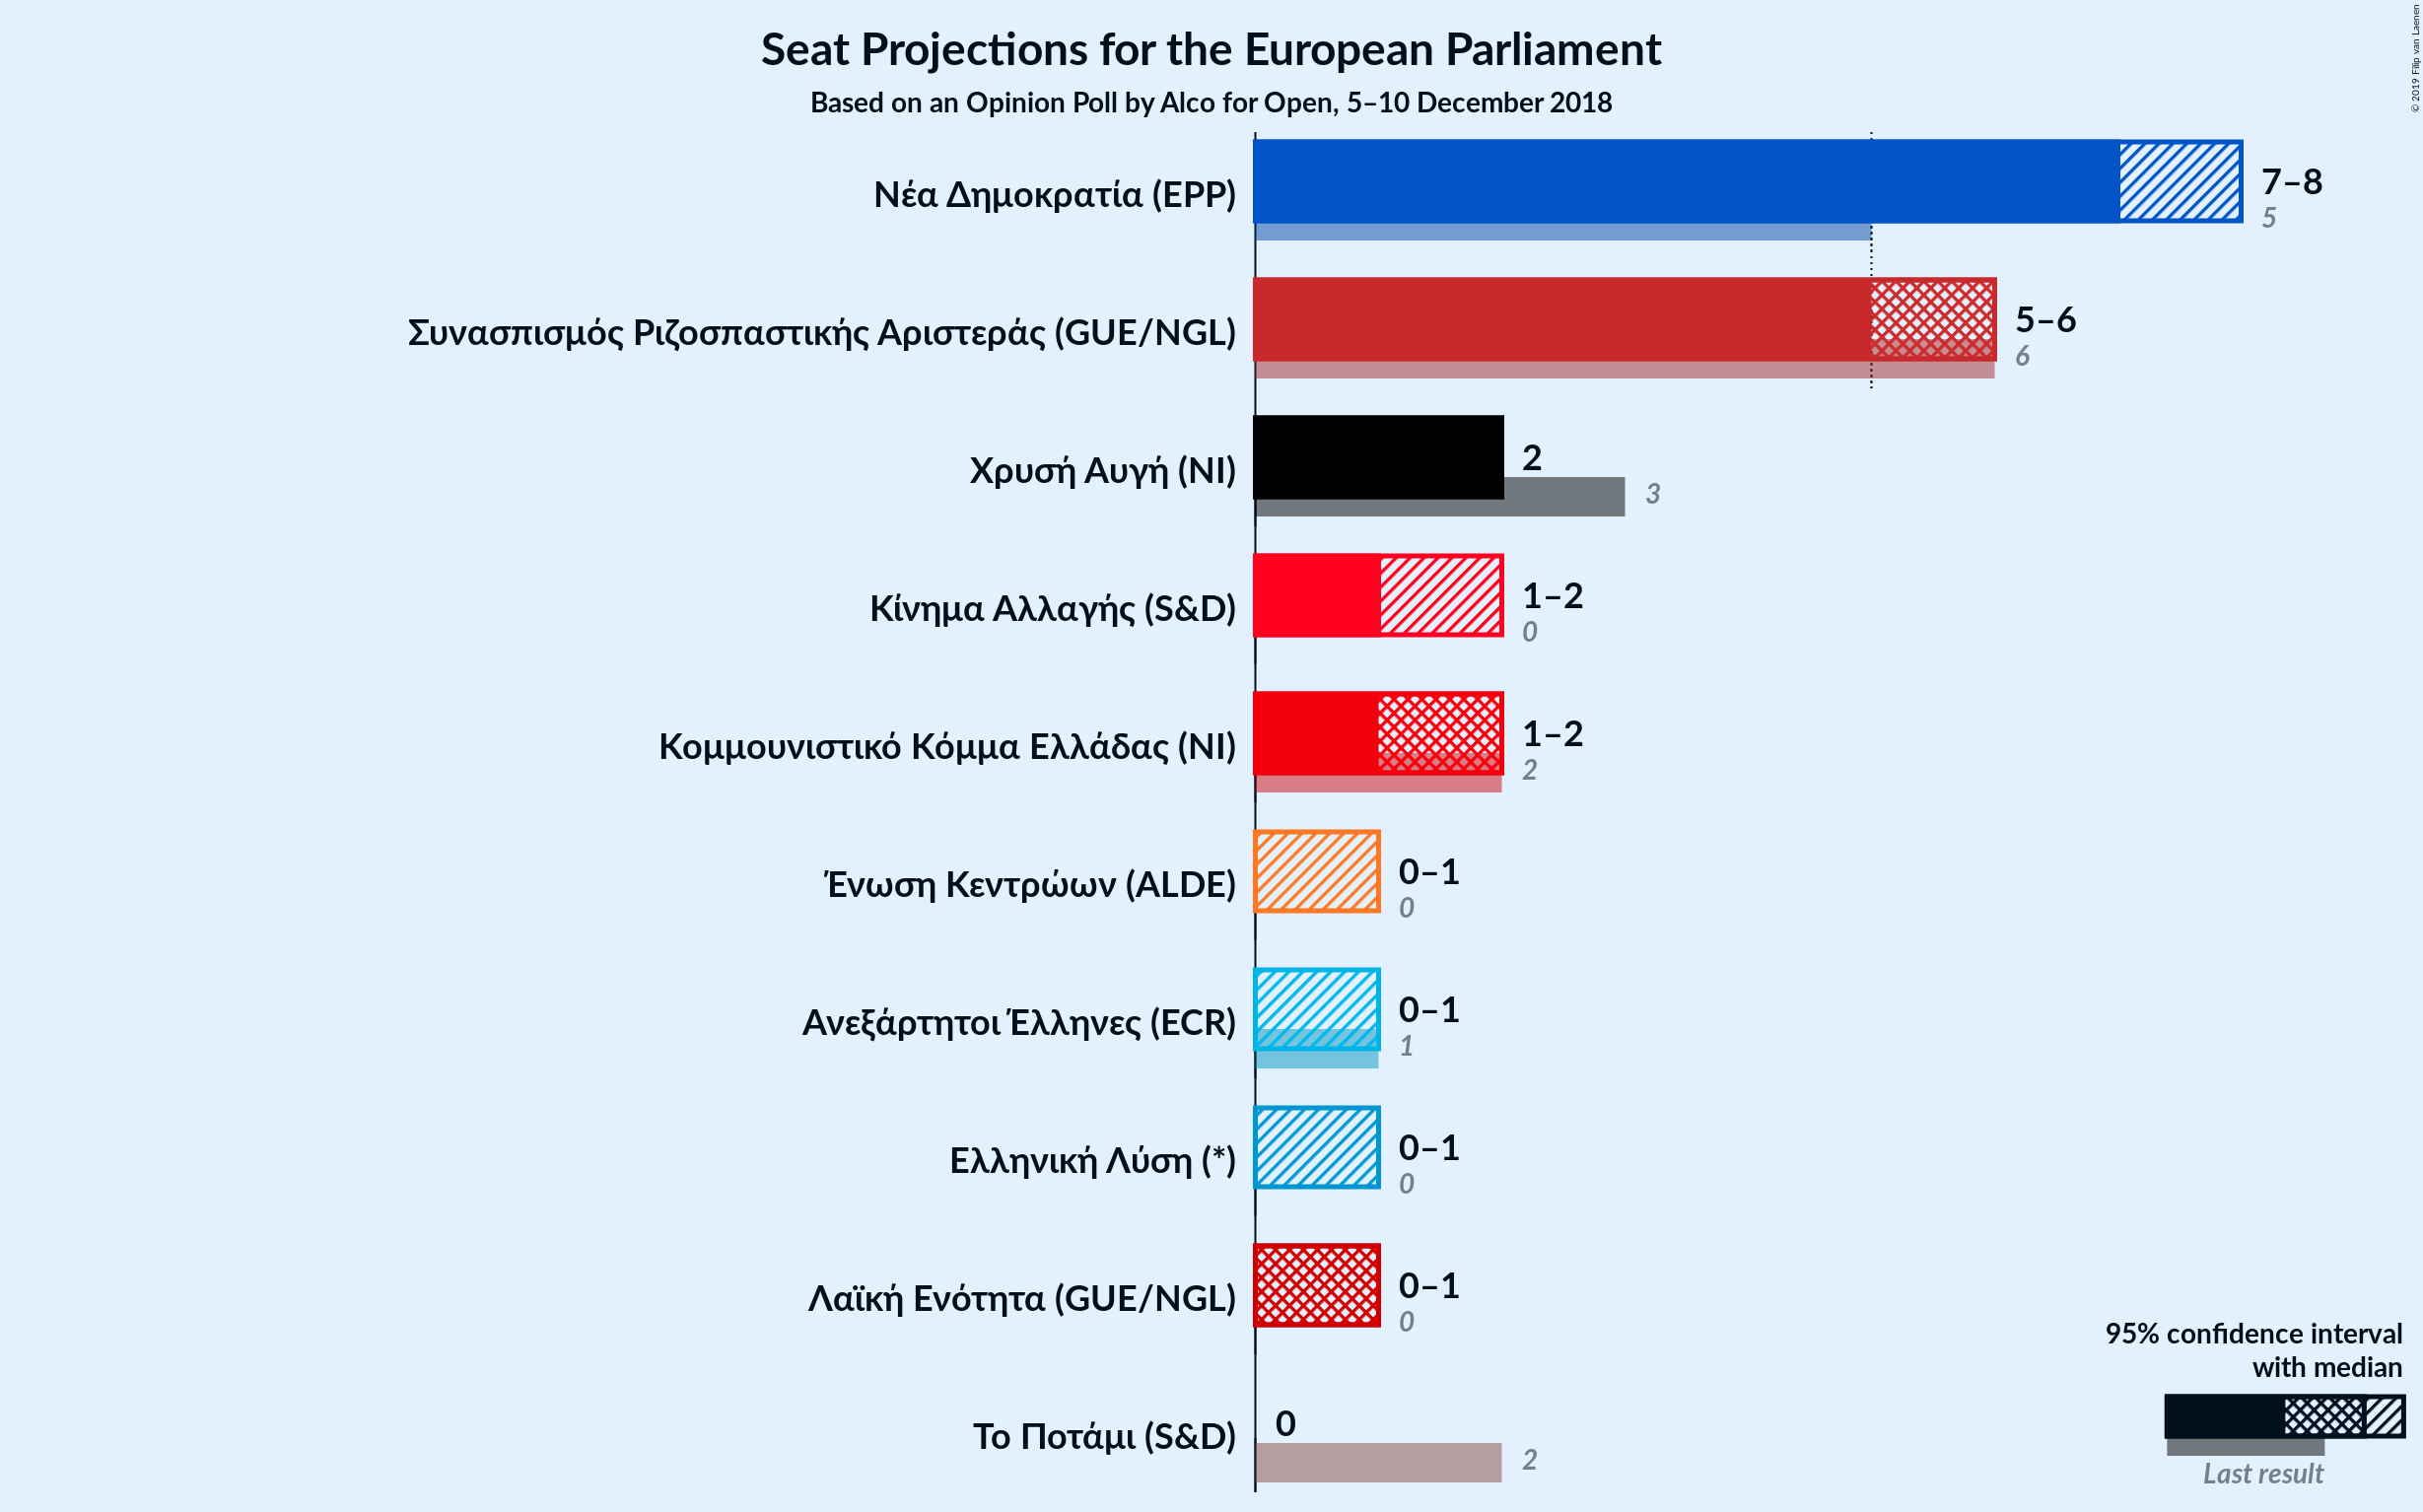 Seat Projections for the European Parliament
Based on an Opinion Poll by Alco for Open, 5–10 December 2018
© 2019 Filip van Laenen
Νέα Δημοκρατία (EPP)
7–8
5
Συνασπισμός Ριζοσπαστικής Αριστεράς (GUE/NGL)
5–6
6
Χρυσή Αυγή (NI)
2
3
Κίνημα Αλλαγής (S&D)
1–2
0
Κομμουνιστικό Κόμμα Ελλάδας (NI)
1–2
2
Ένωση Κεντρώων (ALDE)
0–1
0
Ανεξάρτητοι Έλληνες (ECR)
0–1
1
Ελληνική Λύση (*)
0–1
0
Λαϊκή Ενότητα (GUE/NGL)
0–1
0
Το Ποτάμι (S&D)
0
2
95% confidence interval
with median
Last result